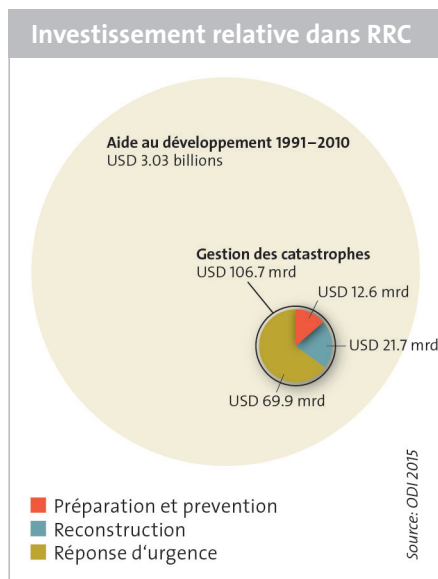 Investissement relative dans RRC
Aide au développement 1991–2010
USD 3.03 billions
Gestion des catastrophes
USD 106.7 mrd
USD 12.6 mrd
USD 21.7 mrd
USD 69.9 mrd
Préparation et prevention
Reconstruction
Réponse d‘urgence
Source: ODI 2015